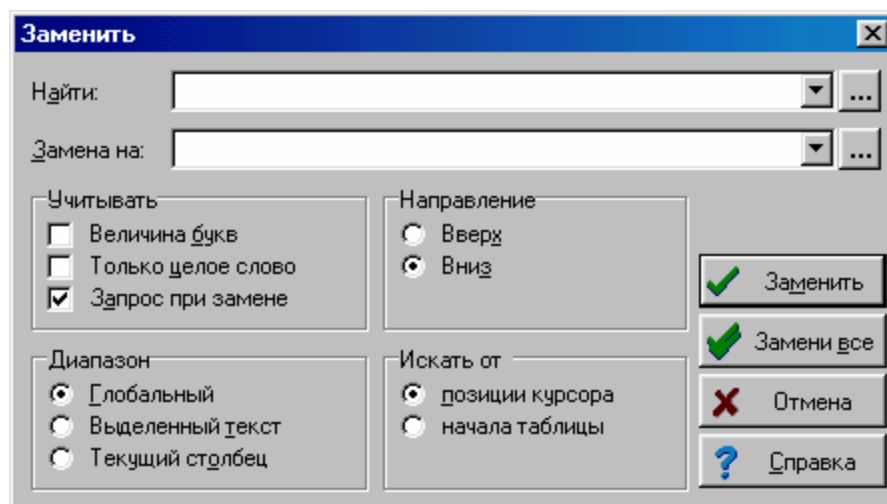 Заменить
Найти:
...
Замена на:
...
Учитывать
Величина букв
Только целое слово
Запрос при замене
Направление
Вверх
Вниз
Диапазон
Глобальный
Выделенный текст
Текущий столбец
Искать от
позиции курсора
начала таблицы
Заменить
Замени все
Отмена
Справка